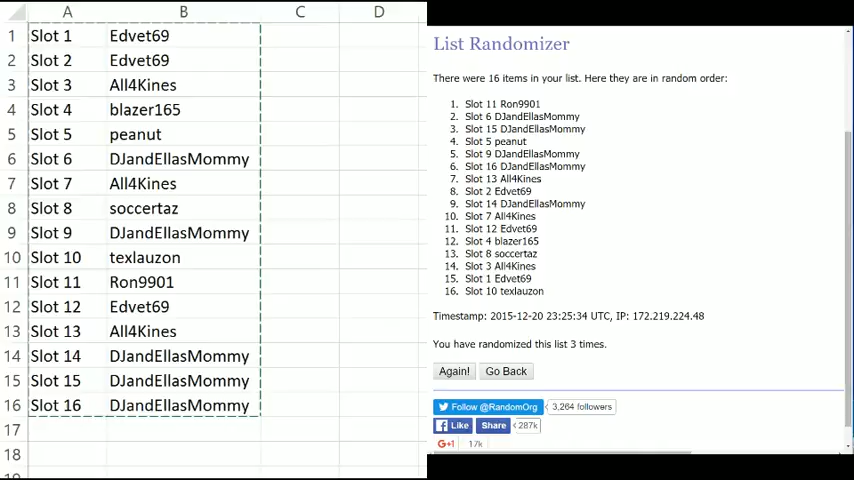 A B C D
1 Slot 1 Edvet69
2 Slot 2 Edvet69
3 Slot 3 All4Kines
4 Slot 4 blazer165
5 Slot 5 peanut
6 Slot 6 DJandEllasMommy
7 Slot 7 All4Kines
8 Slot 8 soccertaz
9 Slot 9 DJandEllasMommy
10 Slot 10 texlauzon
11 Slot 11 Ron9901
12 Slot 12 Edvet69
13 Slot 13 All4Kines
14 Slot 14 DJandEllasMommy
15 Slot 15 DJandEllasMommy
16 Slot 16 DJandEllasMommy
17
18
List Randomizer
There were 16 items in your list. Here they are in random order:
1. Slot 11 Ron9901
2. Slot 6 DJandEllasMommy
3. Slot 15 DJandEllasMommy
4. Slot 5 peanut
5. Slot 9 DJandEllasMommy
6. Slot 16 DJandEllasMommy
7. Slot 13 All4Kines
8. Slot 2 Edvet69
9. Slot 14 DJandEllasMommy
10. Slot 7 All4Kines
11. Slot 12 Edvet69
12. Slot 4 blazer165
13. Slot 8 soccertaz
14. Slot 3 All4Kines
15. Slot 1 Edvet69
16. Slot 10 texlauzon
Timestamp: 2015-12-20 23:25:34 UTC, IP: 172.219.224.48
You have randomized this list 3 times.
Again! Go Back
Follow @RandomOrg 3,264 followers
Like Share 287k
G+1 17k